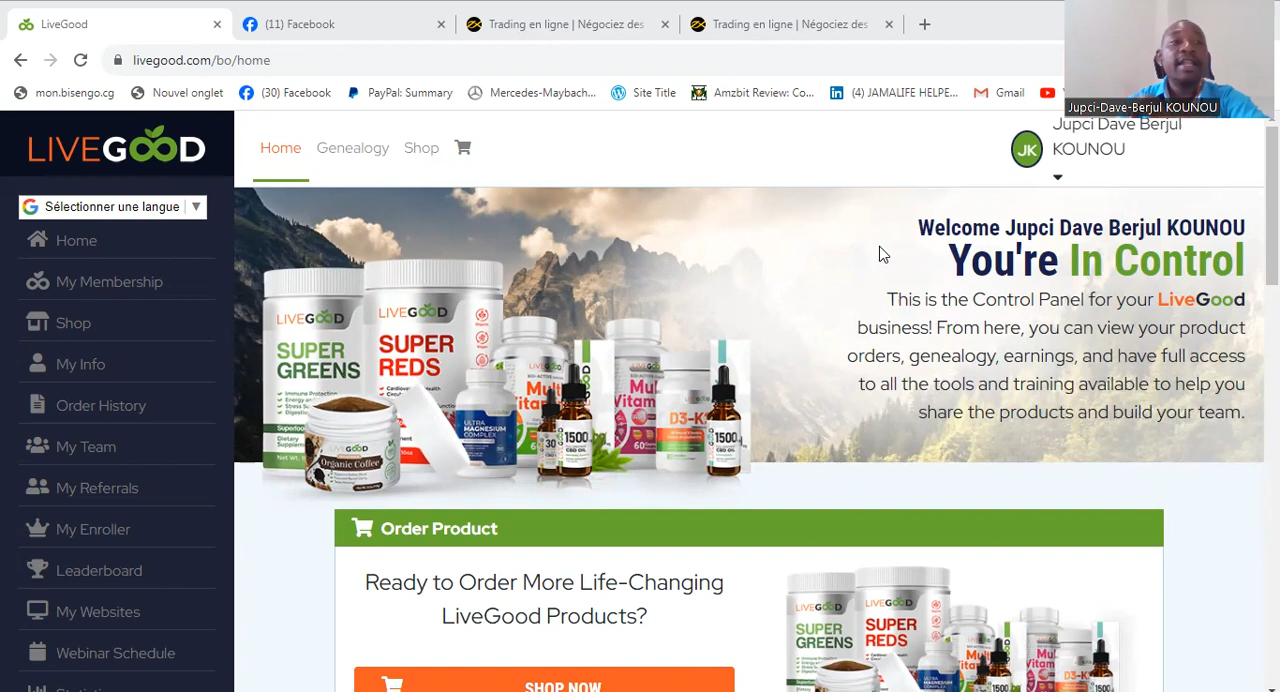 LiveGood
(11) Facebook
Trading en ligne | Négociez des
Trading en ligne | Négociez des
livegood.com/bo/home
mon.bisengo.cg
Nouvel onglet
(30) Facebook
PayPal: Summary
Mercedes-Maybach...
Site Title
Amzbit Review: Co...
(4) JAMALIFE HELPE...
Gmail
Jupci-Dave-Berjul KOUNOU
LIVEGOOD
Home
Genealogy
Shop
JK
Jupci Dave Berjul
KOUNOU
Sélectionner une langue
Home
My Membership
Shop
My Info
Order History
My Team
My Referrals
My Enroller
Leaderboard
My Websites
Webinar Schedule
Welcome Jupci Dave Berjul KOUNOU
You're In Control
This is the Control Panel for your LiveGood
business! From here, you can view your product
orders, genealogy, earnings, and have full access
to all the tools and training available to help you
share the products and build your team.
LIVEGOOD
SUPER
GREENS
LIVEGOOD
SUPER
REDS
Organic Coffee
ULTRA
MAGNESIUM
COMPLEX
1500
D3-K
1500
Order Product
Ready to Order More Life-Changing
LiveGood Products?
SHOP NOW
LIVEGOOD
SUPER
GREENS
LIVEGOOD
SUPER
REDS